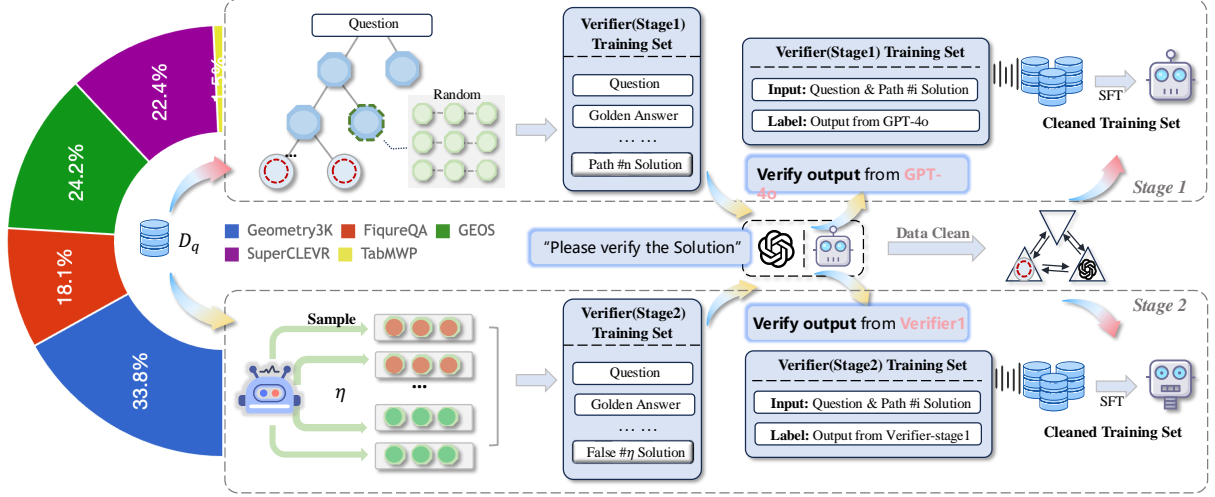 Question
Random
...
22.4%
24.2%
18.1%
33.8%
D_q
Geometry3K
FiqureQA
GEOS
SuperCLEVR
TabMWP
Verifier(Stage1)
Training Set
Question
Golden Answer
... ...
Path #n Solution
Verifier(Stage1) Training Set
Input: Question & Path #i Solution
Label: Output from GPT-4o
SFT
Cleaned Training Set
Verify output from GPT-
4o
Stage 1
"Please verify the Solution"
Data Clean
Stage 2
Verify output from Verifier1
Sample
η
...
Verifier(Stage2)
Training Set
Question
Golden Answer
... ...
False #η Solution
Verifier(Stage2) Training Set
Input: Question & Path #i Solution
Label: Output from Verifier-stage1
SFT
Cleaned Training Set